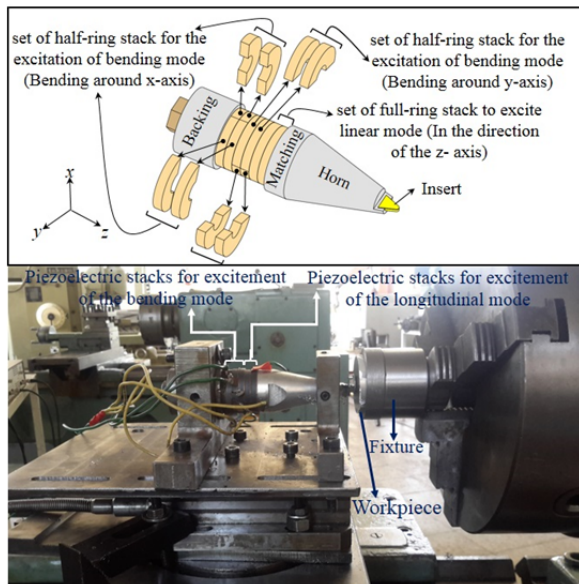 set of half-ring stack for the
excitation of bending mode
(Bending around x-axis)
set of half-ring stack for the
excitation of bending mode
(Bending around y-axis)
set of full-ring stack to excite
linear mode (In the direction
of the z- axis)
Backing
Matching
Horn
Insert
x
y
z
Piezoelectric stacks for excitement
of the bending mode
Piezoelectric stacks for excitement
of the longitudinal mode
Fixture
Workpiece